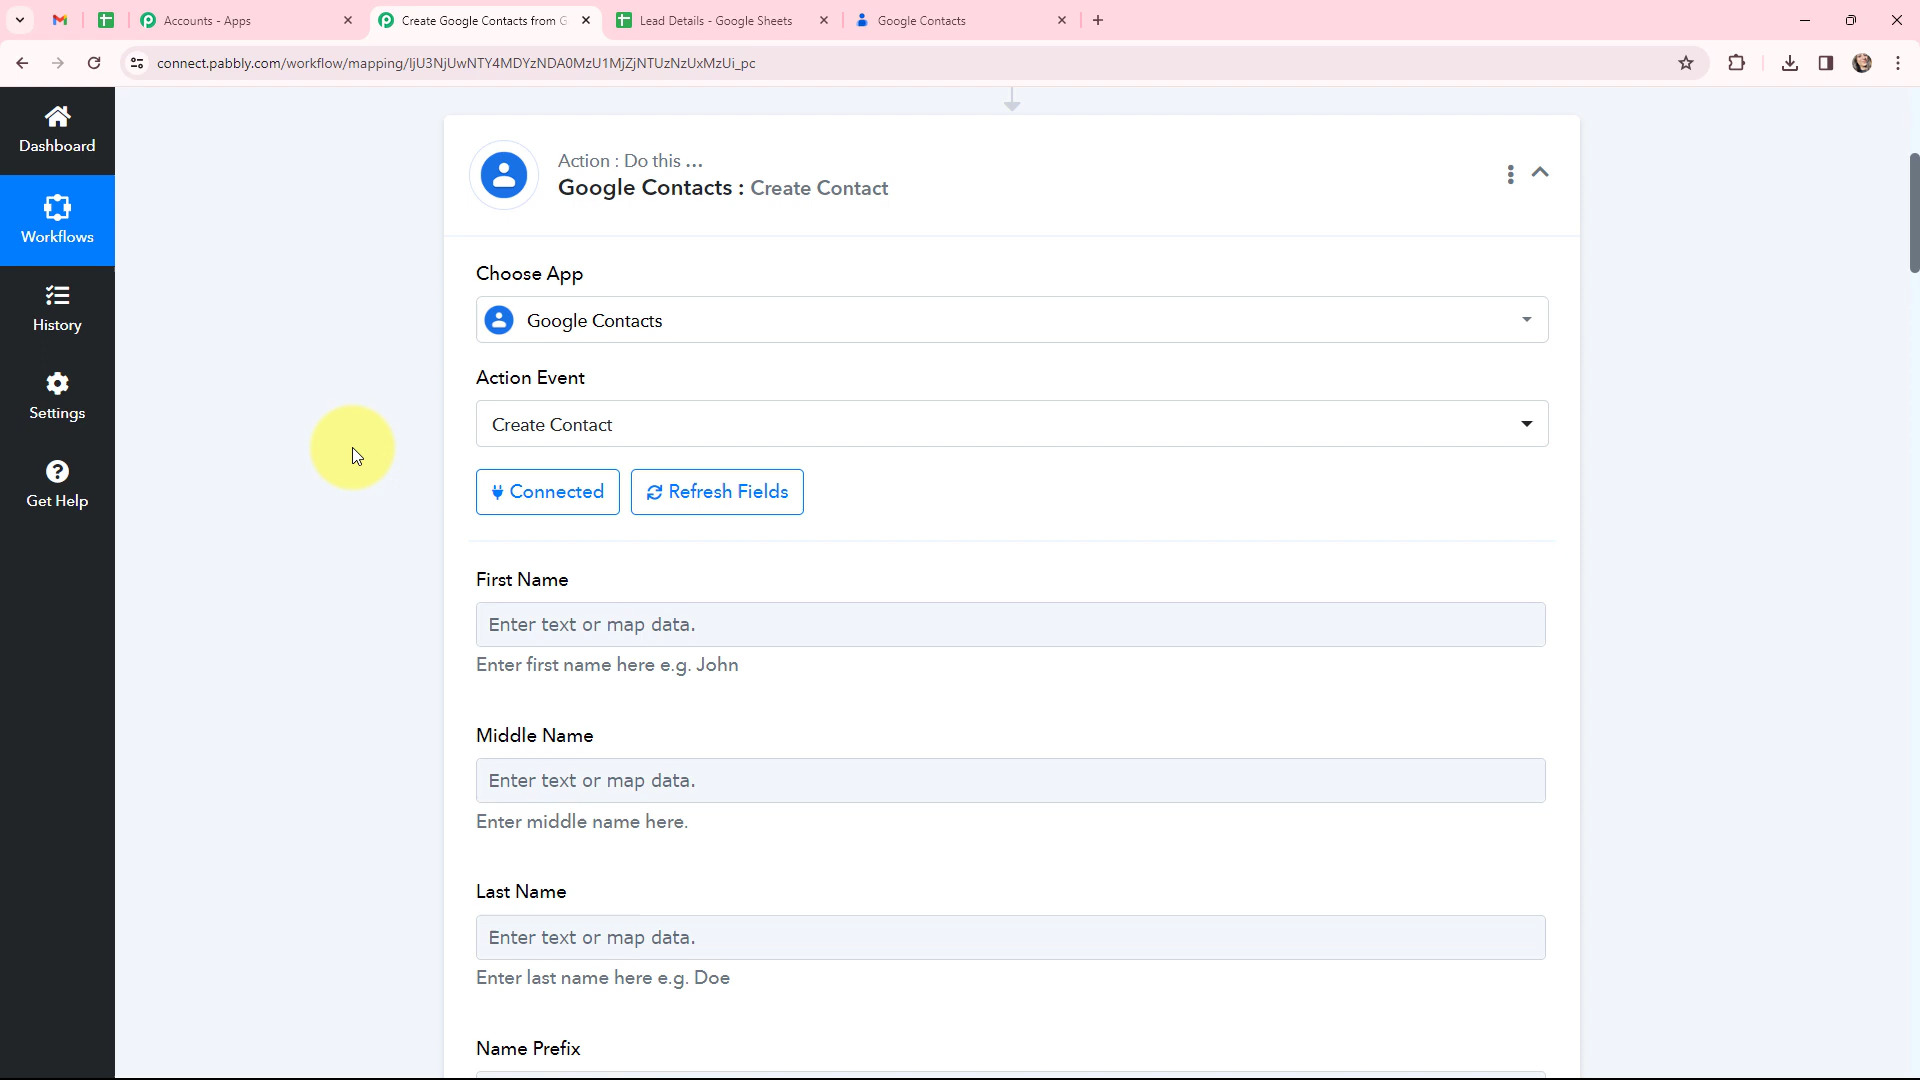 Accounts - Apps
Create Google Contacts from G
Lead Details - Google Sheets
Google Contacts
connect.pabbly.com/workflow/mapping/IjU3NjUwNTY4MDYzNDA0MzU1MjZjNTUzNzUxMzUi_pc
Dashboard
Workflows
History
Settings
Get Help
Action : Do this ...
Google Contacts : Create Contact
Choose App
Google Contacts
Action Event
Create Contact
Connected
Refresh Fields
First Name
Enter text or map data.
Enter first name here e.g. John
Middle Name
Enter text or map data.
Enter middle name here.
Last Name
Enter text or map data.
Enter last name here e.g. Doe
Name Prefix